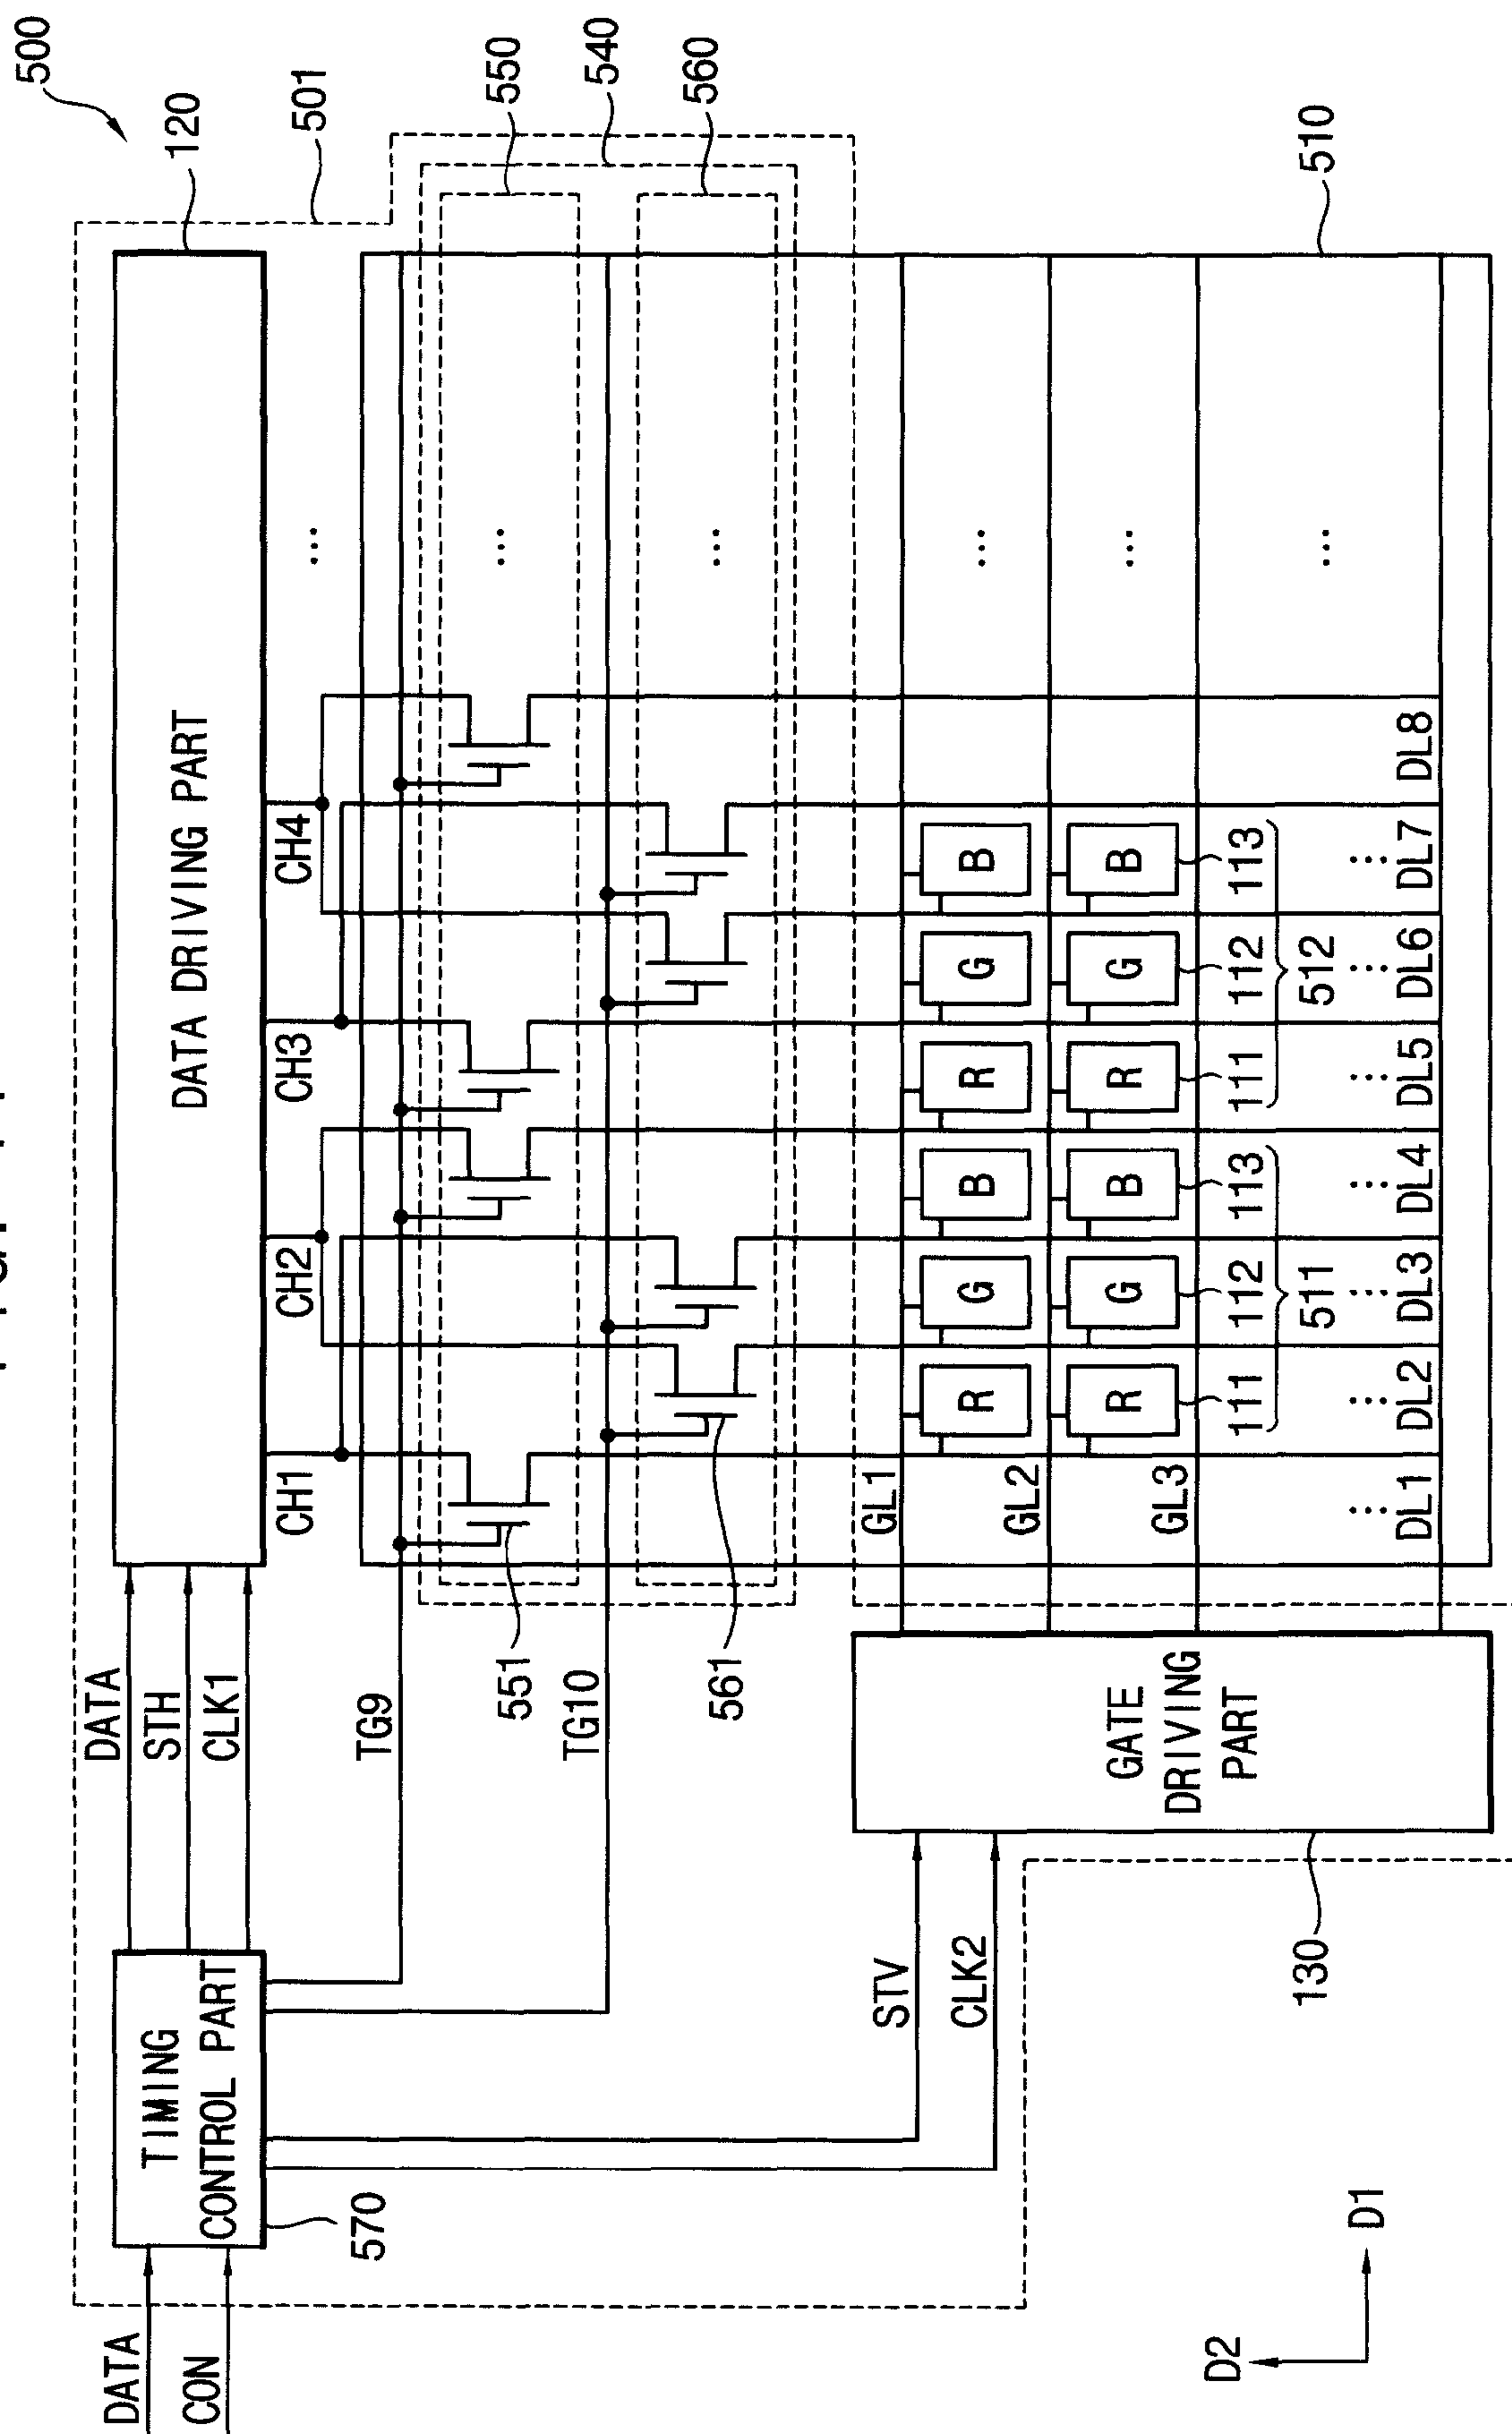 500
501
120
550
540
560
510
DATA
CON
TIMING
CONTROL PART
570
DATA
STH
CLK1
DATA DRIVING PART
CH1
CH2
CH3
CH4
...
TG9
551
...
TG10
561
...
STV
CLK2
GATE
DRIVING
PART
130
GL1
R
G
B
R
G
B
...
GL2
R
G
B
R
G
B
...
GL3
111
112
113
111
112
113
511
512
...
DL1
DL2
DL3
DL4
DL5
DL6
DL7
DL8
D2
D1